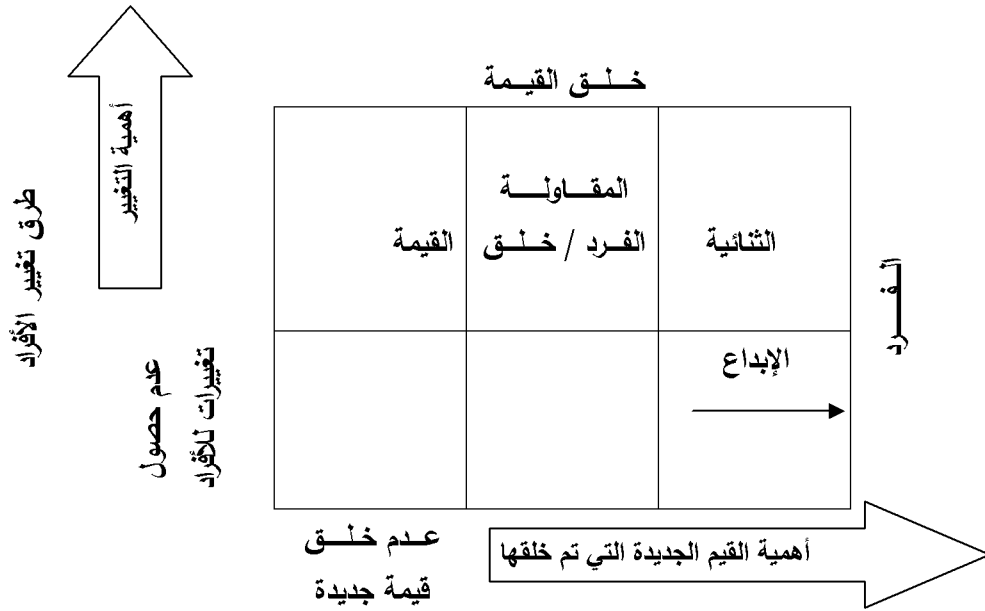 خلق القيمة
أهمية التغيير
طرق تغيير الأفراد
المقاولة
الثنائية الفرد / خلق القيمة
الفرد
الإبداع
عدم حصول
تغييرات للأفراد
عدم خلق
قيمة جديدة
أهمية القيم الجديدة التي تم خلقها